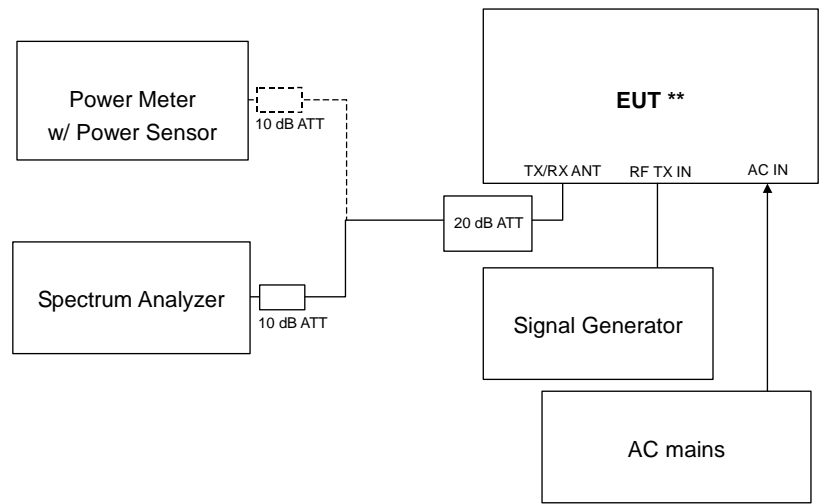 Power Meter
w/ Power Sensor
10 dB ATT
EUT **
TX/RX ANT
RF TX IN
AC IN
20 dB ATT
Spectrum Analyzer
10 dB ATT
Signal Generator
AC mains